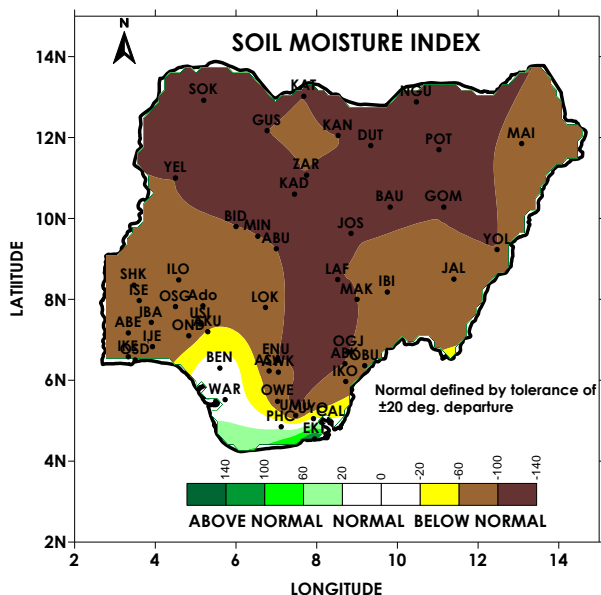 N
SOIL MOISTURE INDEX
14N
12N
10N
8N
6N
4N
2N
LATIITUDE
SOK
KAT
NGU
GUS
KAN
DUT
POT
MAI
YEL
ZAR
KAD
BAU
GOM
BID
MIN
ABU
JOS
YOL
SHK
ILO
LAF
IBI
JAL
ISE
OSG
Ado
LOK
MAK
IBA
USI
ABE
OND
IJE
IKE
OSD
BEN
ENU
OGJ
OBU
IKO
WAR
OWE
UMU
UYO
CAL
PHO
EKT
Normal defined by tolerance of
±20 deg. departure
140
100
60
20
0
-20
-60
-100
-140
ABOVE NORMAL NORMAL BELOW NORMAL
2
4
6
8
10
12
14
LONGITUDE